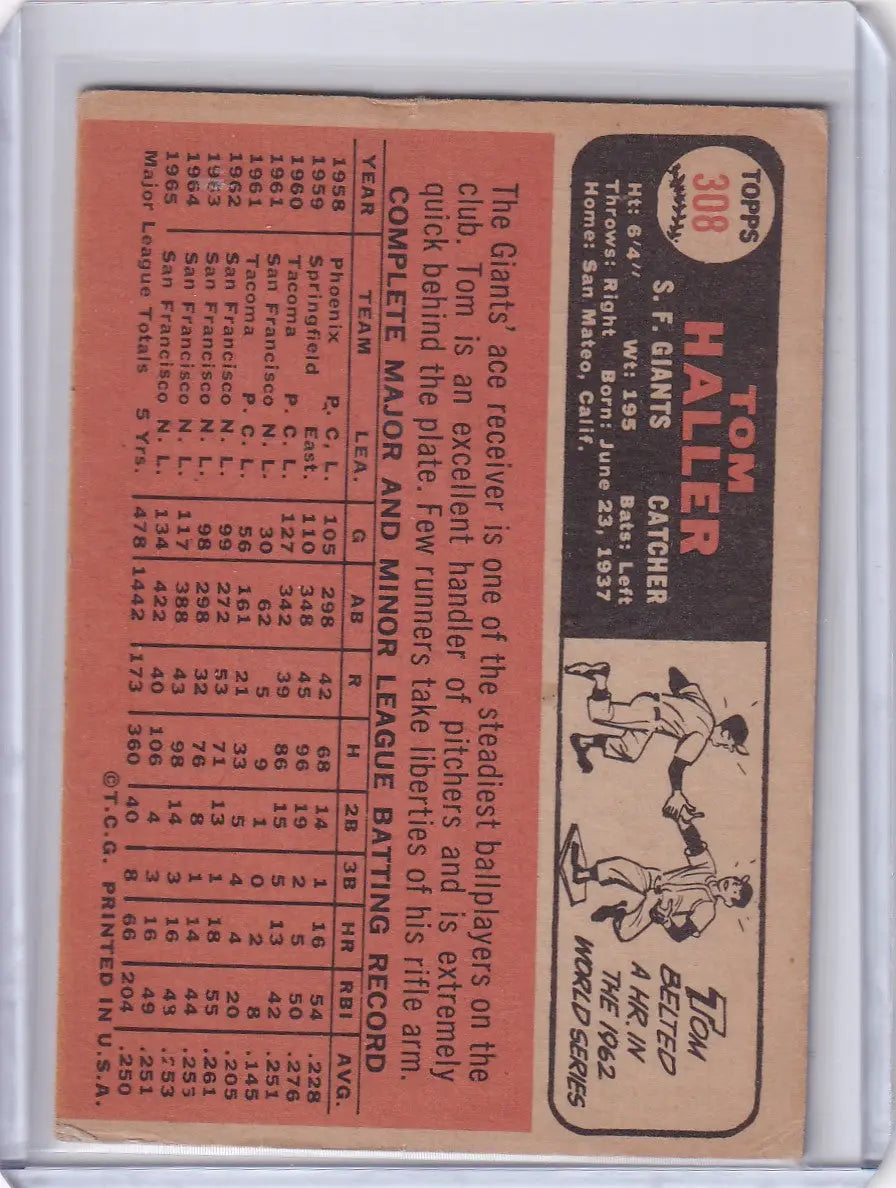 TOPPS
308
TOM
HALLER
S. F. GIANTS CATCHER
Ht: 6'4" Wt: 195 Bats: Left
Throws: Right Born: June 23, 1937
Home: San Mateo, Calif.
TOM
BELTED
A HR. IN
THE 1962
WORLD SERIES
The Giants' ace receiver is one of the steadiest ballplayers on the
club. Tom is an excellent handler of pitchers and is extremely
quick behind the plate. Few runners take liberties of his rifle arm.
COMPLETE MAJOR AND MINOR LEAGUE BATTING RECORD
YEAR TEAM LEA. G AB R H 2B 3B HR RBI AVG.
1958 Phoenix P. C. L. 105 298 42 68 14 1 16 54 .228
1959 Springfield East. 110 348 45 96 19 2 5 50 .276
1960 Tacoma P. C. L. 127 342 39 86 15 5 13 42 .251
1961 San Francisco N. L. 30 62 5 9 1 0 2 8 .145
1961 Tacoma P. C. L. 56 161 21 33 5 4 4 20 .205
1962 San Francisco N. L. 99 272 53 71 13 1 18 55 .261
1963 San Francisco N. L. 98 298 32 76 8 1 14 44 .255
1964 San Francisco N. L. 117 388 43 98 14 3 16 48 .253
1965 San Francisco N. L. 134 422 40 106 4 3 16 49 .251
Major League Totals 5 Yrs. 478 1442 173 360 40 8 66 204 .250
©T.C.G. PRINTED IN U.S.A.